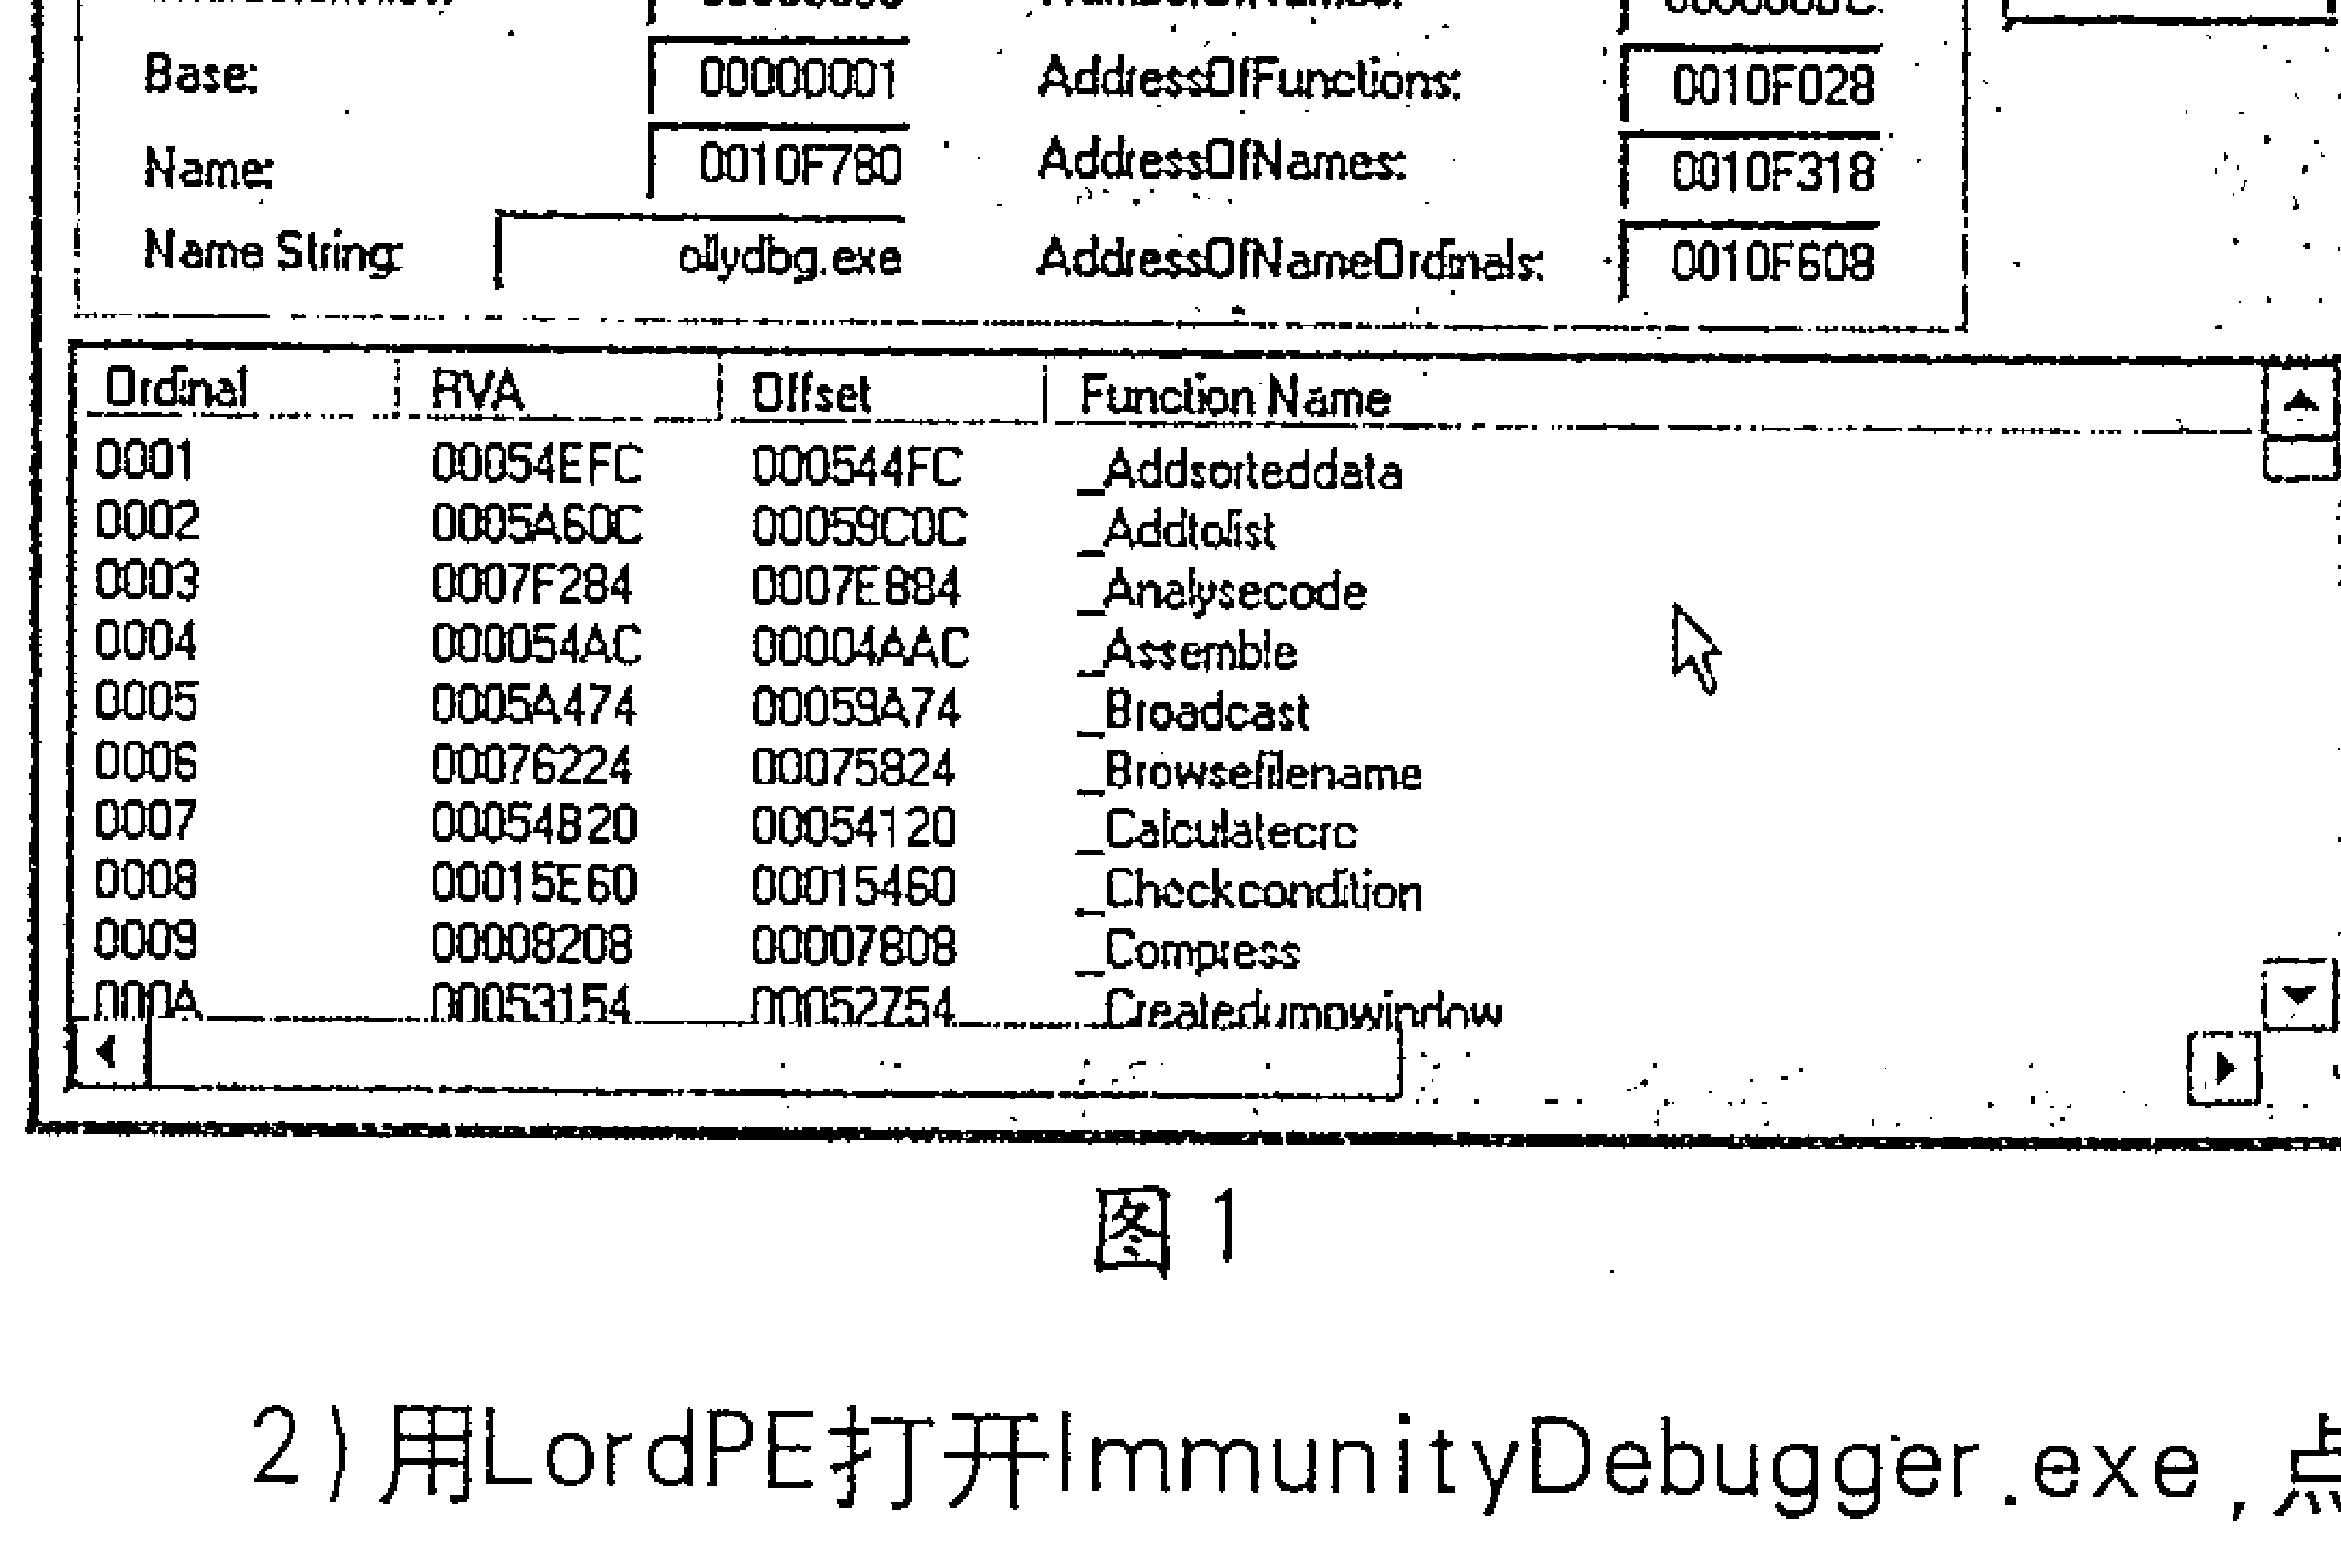 Base: 00000001 AddressOfFunctions: 0010F028
Name: 0010F780 AddressOfNames: 0010F318
Name String: ollydbg.exe AddressOfNameOrdinals: 0010F608
Ordinal RVA Offset Function Name
0001 00054EFC 000544FC _Addsorteddata
0002 0005A60C 00059C0C _Addtolist
0003 0007F284 0007E884 _Analysecode
0004 000054AC 00004AAC _Assemble
0005 0005A474 00059A74 _Broadcast
0006 00076224 00075824 _Browsefilename
0007 00054B20 00054120 _Calculatecrc
0008 00015E60 00015460 _Checkcondition
0009 00008208 00007808 _Compress
000A 00053154 00052754 _Createdumpwindow
图 1
2)用LordPE打开ImmunityDebugger.exe,点